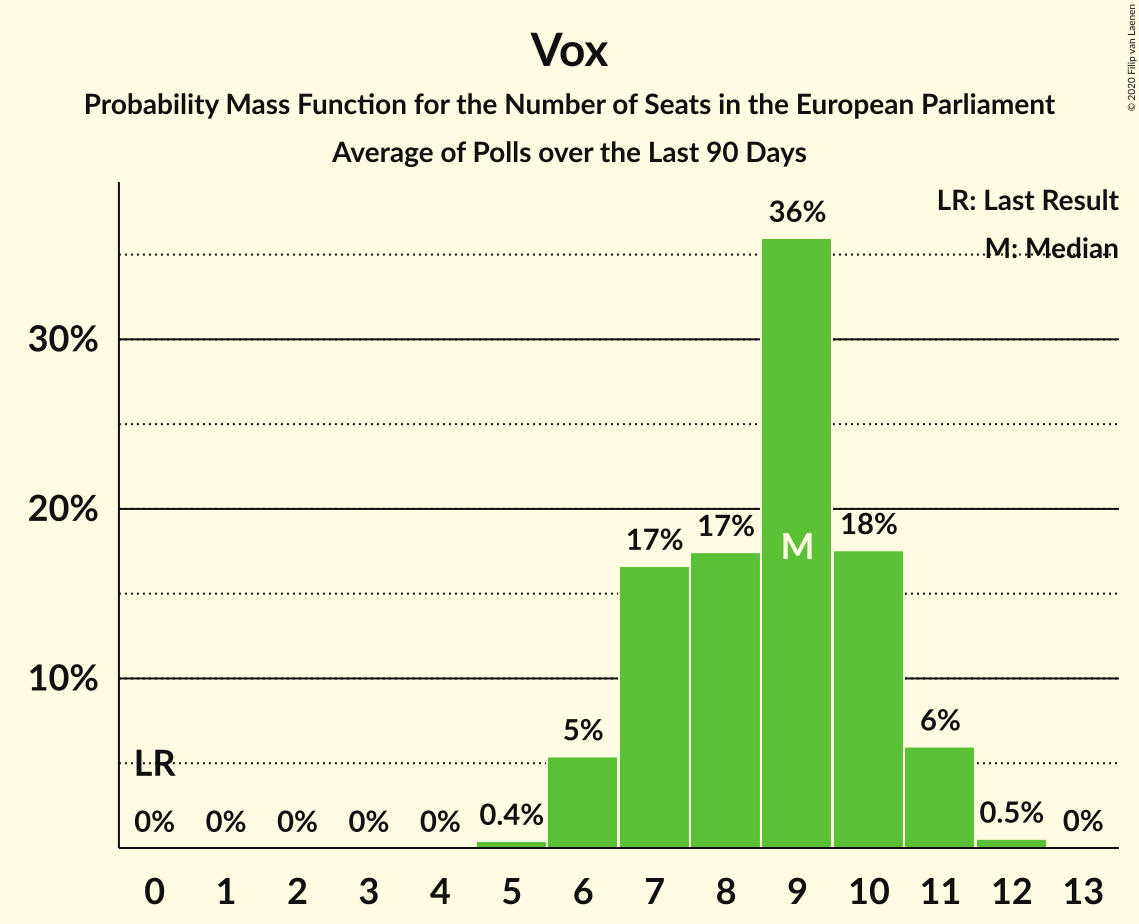 Vox
Probability Mass Function for the Number of Seats in the European Parliament
Average of Polls over the Last 90 Days
© 2020 Filip van Laenen
LR: Last Result
M: Median
36%
30%
20%
17%
17%
M
18%
10%
LR
5%
6%
0%
0%
0%
0%
0%
0.4%
0.5%
0%
0 1 2 3 4 5 6 7 8 9 10 11 12 13